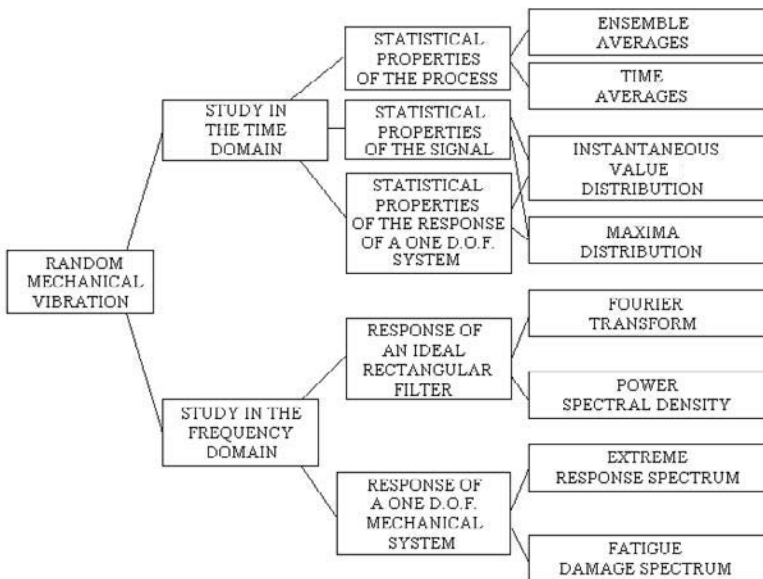 RANDOM
MECHANICAL
VIBRATION
STUDY IN
THE TIME
DOMAIN
STATISTICAL
PROPERTIES
OF THE PROCESS
ENSEMBLE
AVERAGES
TIME
AVERAGES
STATISTICAL
PROPERTIES
OF THE SIGNAL
STATISTICAL
PROPERTIES
OF THE RESPONSE
OF A ONE D.O.F.
SYSTEM
INSTANTANEOUS
VALUE
DISTRIBUTION
MAXIMA
DISTRIBUTION
STUDY IN THE
FREQUENCY
DOMAIN
RESPONSE OF
AN IDEAL
RECTANGULAR
FILTER
FOURIER
TRANSFORM
POWER
SPECTRAL DENSITY
RESPONSE OF
A ONE D.O.F.
MECHANICAL
SYSTEM
EXTREME
RESPONSE SPECTRUM
FATIGUE
DAMAGE SPECTRUM